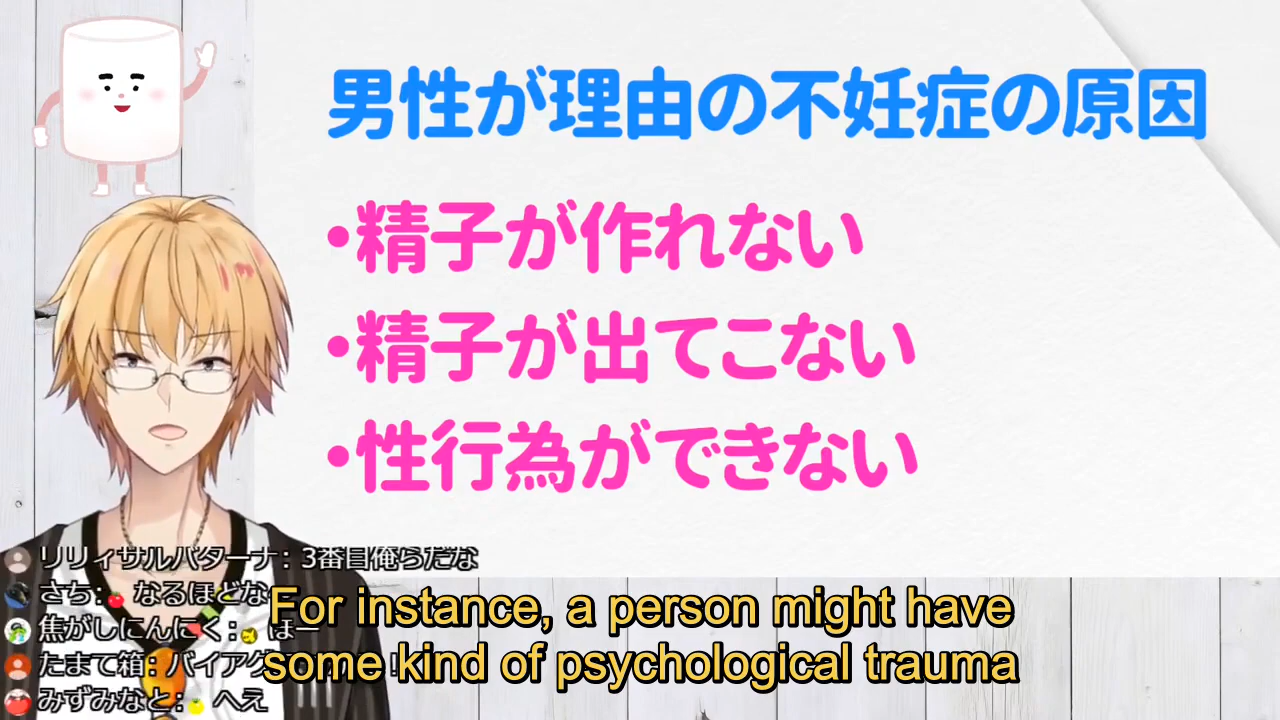 男性が理由の不妊症の原因
・精子が作れない
・精子が出てこない
・性行為ができない
リリィサルバターナ: 3番目俺らだな
さち: なるほどな
焦がしにんにく: ほー
たまて箱: バイアグ
みずみなと: へえ
For instance, a person might have
some kind of psychological trauma